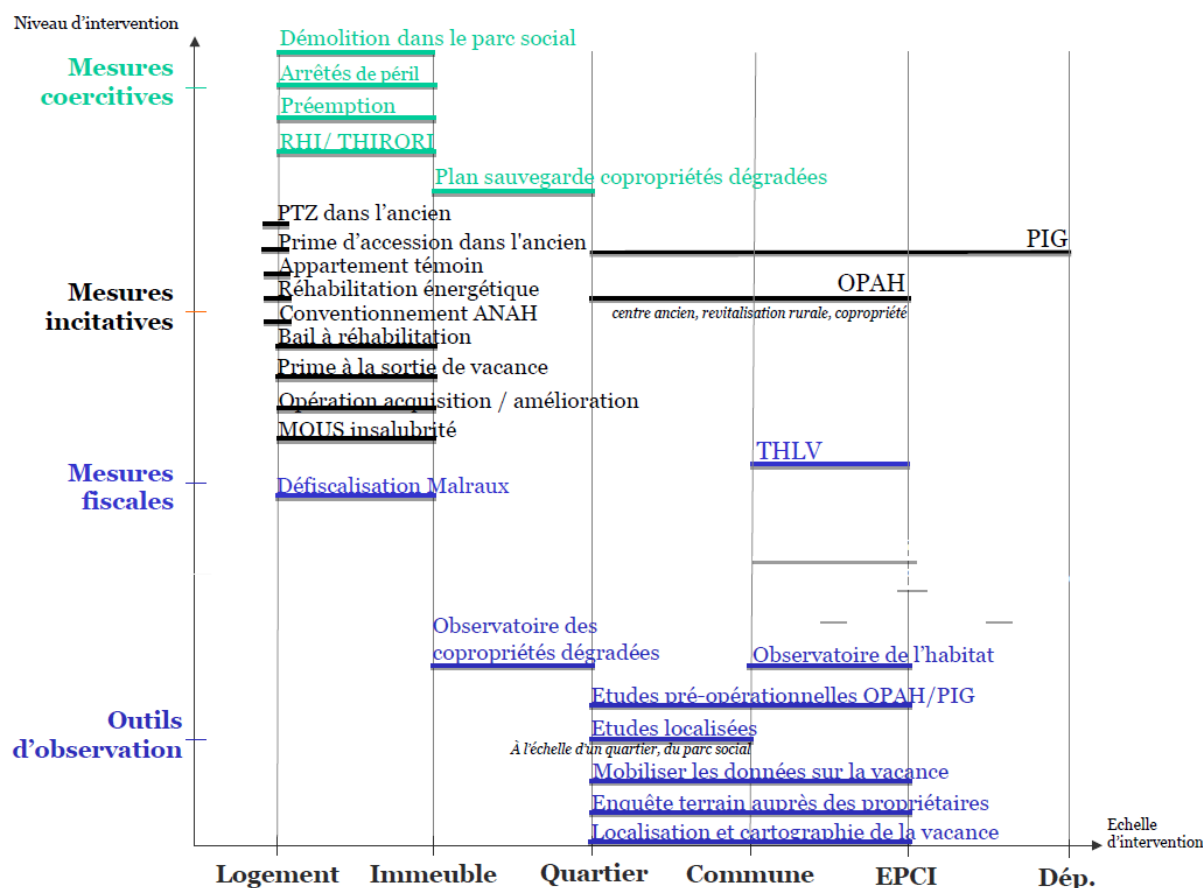 Niveau d'intervention
Démolition dans le parc social
Mesures
coercitives
Arrêtés de péril
Préemption
RHI/ THIRORI
Plan sauvegarde copropriétés dégradées
PTZ dans l'ancien
Prime d'accession dans l'ancien
PIG
Appartement témoin
Mesures
incitatives
Réhabilitation énergétique
OPAH
centre ancien, revitalisation rurale, copropriété
Conventionnement ANAH
Bail à réhabilitation
Prime à la sortie de vacance
Opération acquisition / amélioration
MOUS insalubrité
Mesures
fiscales
THLV
Défiscalisation Malraux
Observatoire des
copropriétés dégradées
Observatoire de l'habitat
Outils
d'observation
Etudes pré-opérationnelles OPAH/PIG
Etudes localisées
À l'échelle d'un quartier, du parc social
Mobiliser les données sur la vacance
Enquête terrain auprès des propriétaires
Localisation et cartographie de la vacance
Echelle
d'intervention
Logement
Immeuble
Quartier
Commune
EPCI
Dép.